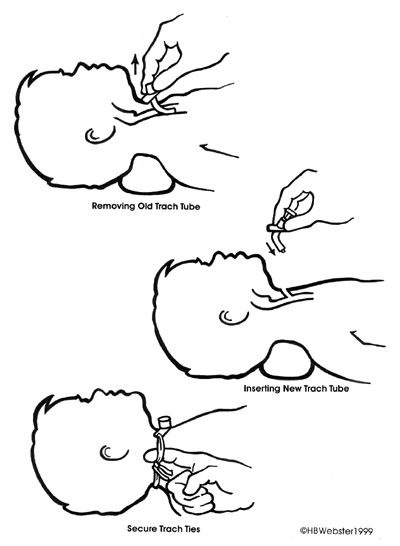 Removing Old Trach Tube
Inserting New Trach Tube
Secure Trach Ties
©HBWebster1999